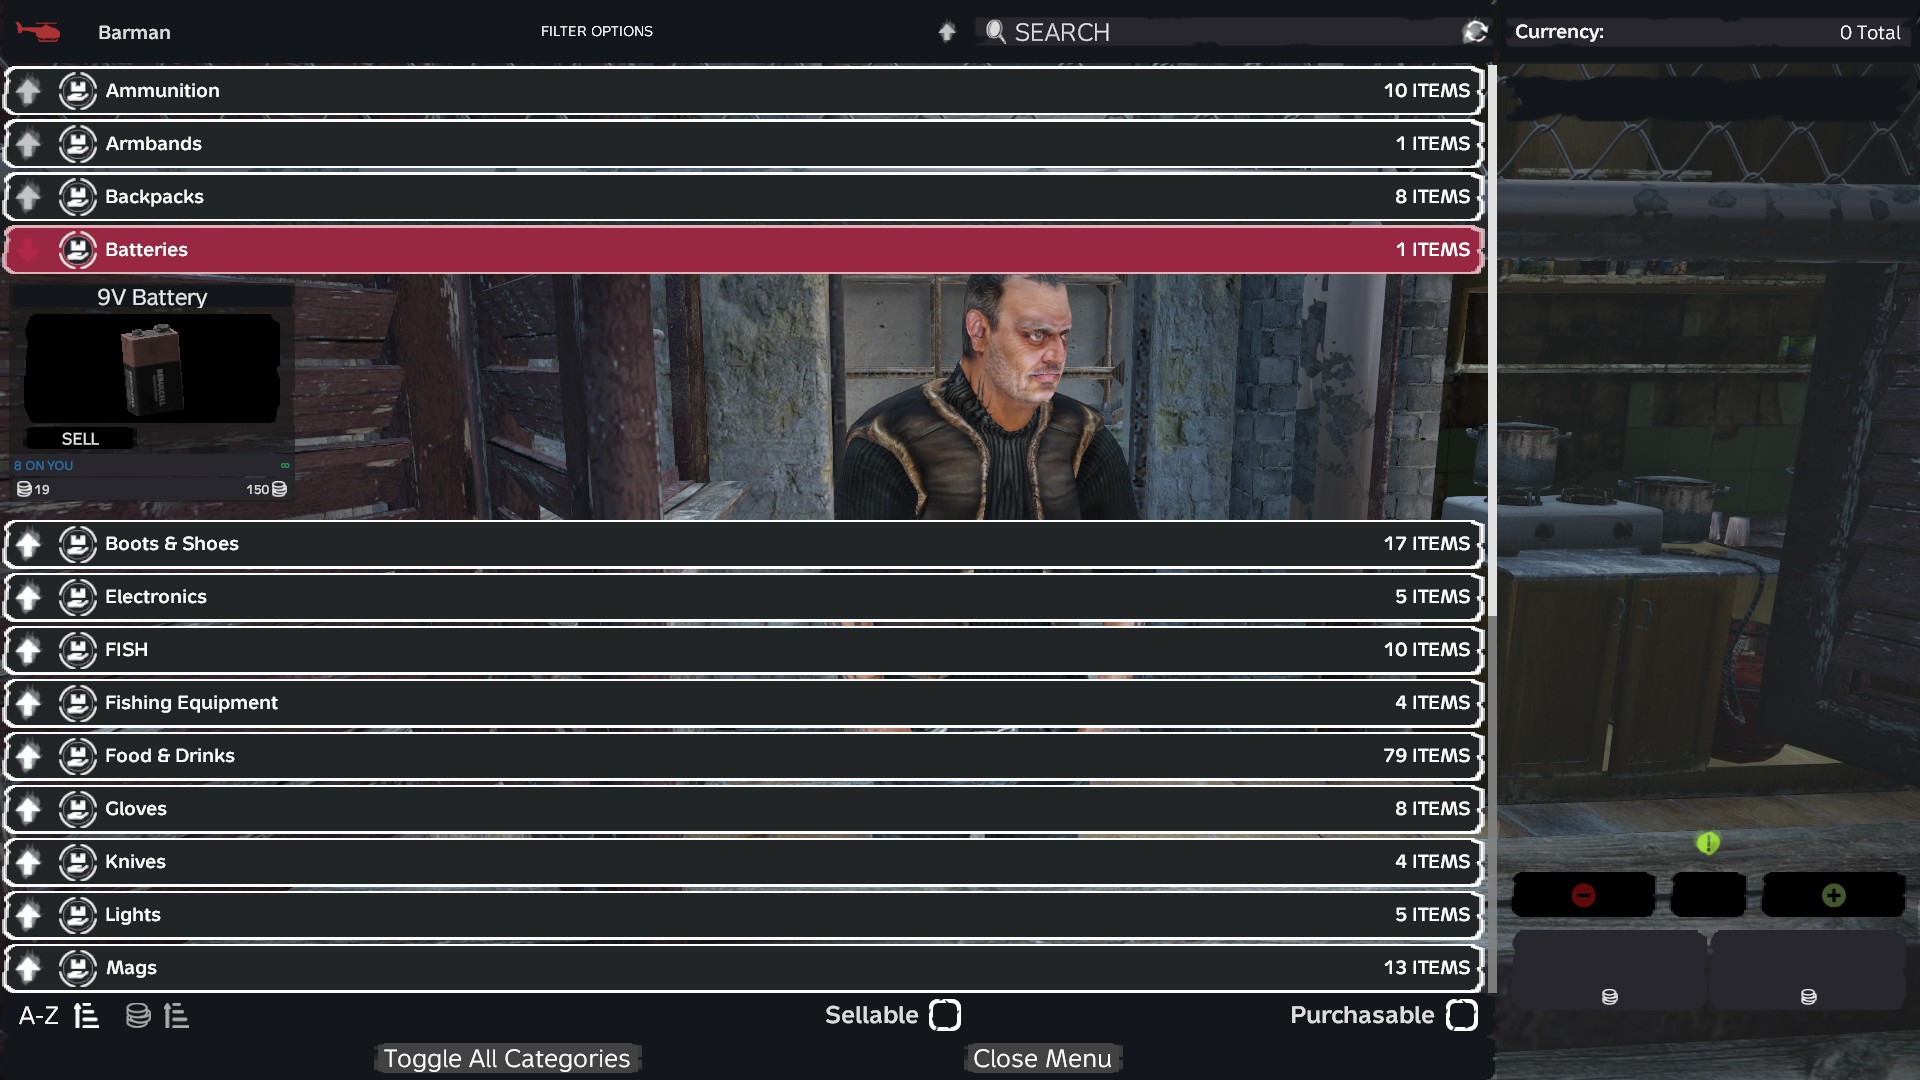 Barman
FILTER OPTIONS
SEARCH
Currency:
0 Total
Ammunition
10 ITEMS
Armbands
1 ITEMS
Backpacks
8 ITEMS
Batteries
1 ITEMS
9V Battery
SELL
8 ON YOU
∞
19
150
Boots & Shoes
17 ITEMS
Electronics
5 ITEMS
FISH
10 ITEMS
Fishing Equipment
4 ITEMS
Food & Drinks
79 ITEMS
Gloves
8 ITEMS
Knives
4 ITEMS
Lights
5 ITEMS
Mags
13 ITEMS
A-Z
Sellable
Purchasable
Toggle All Categories
Close Menu